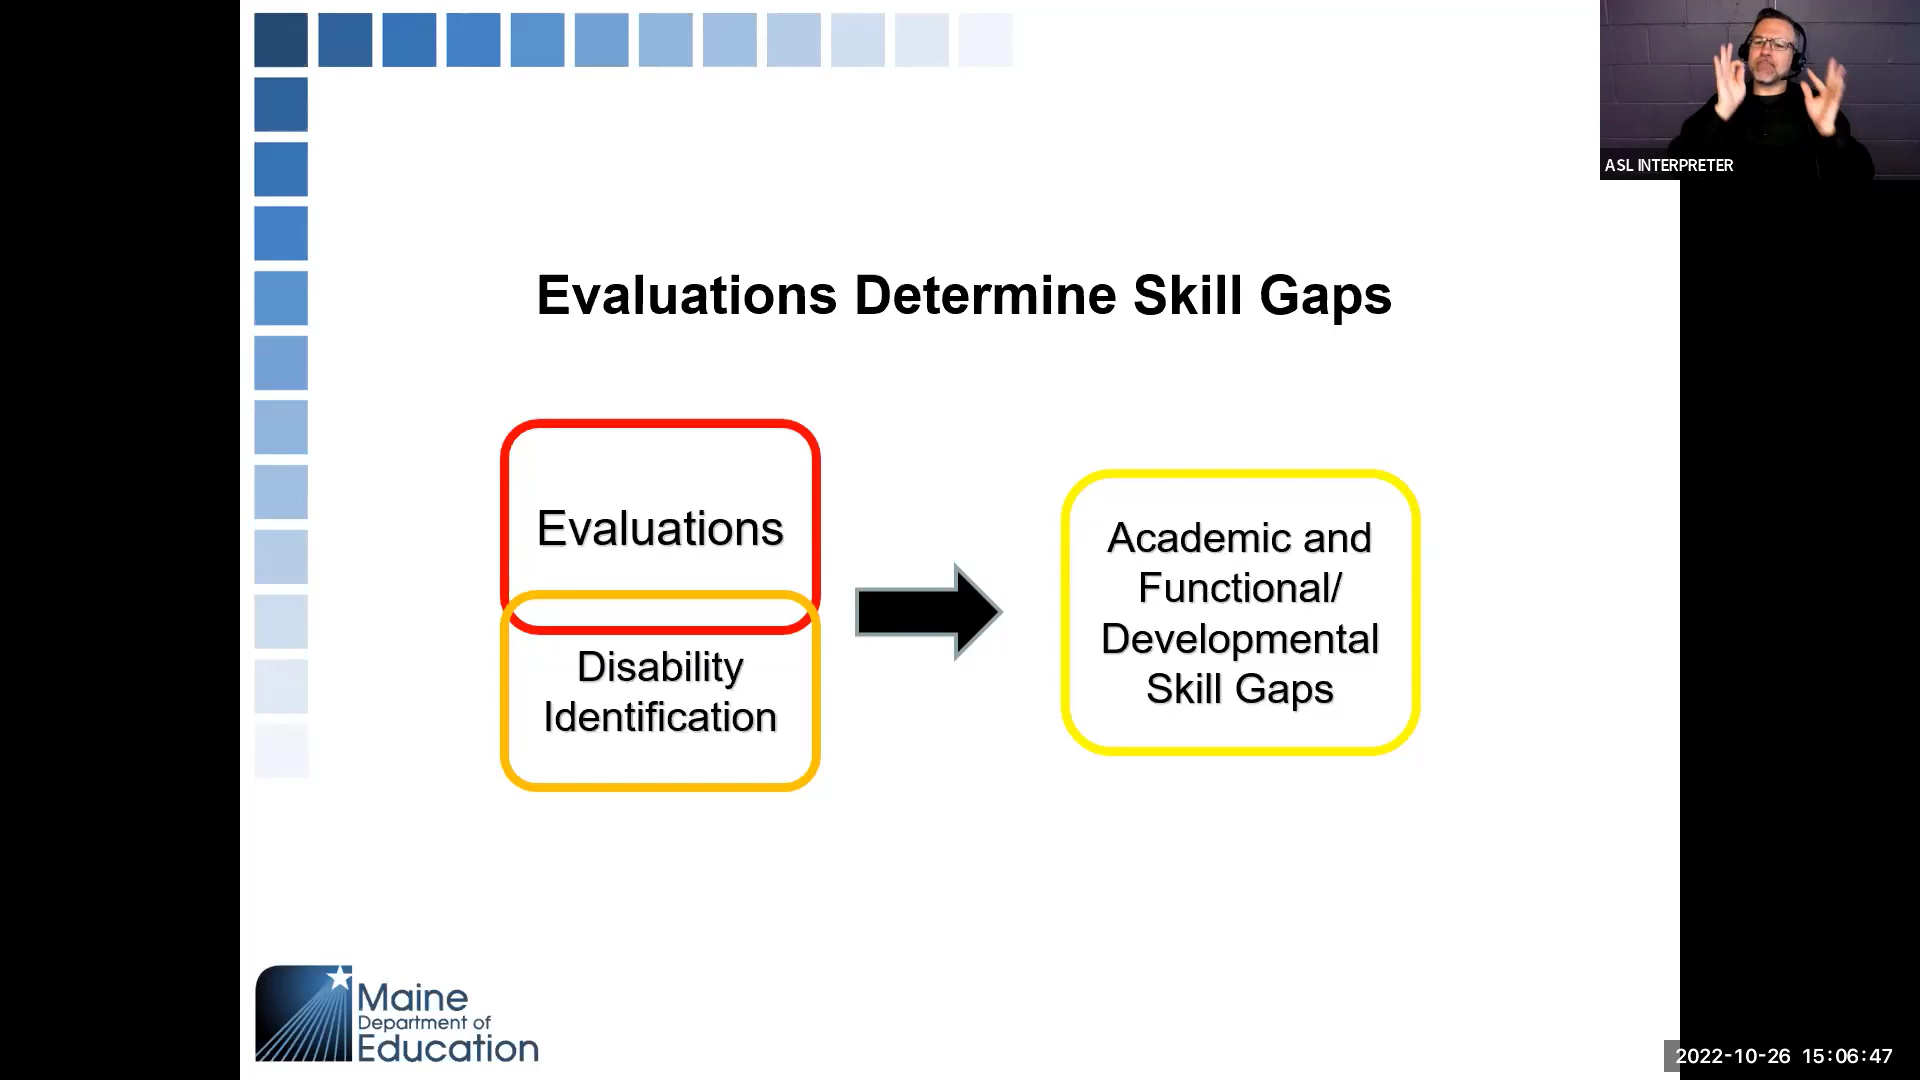 ASL INTERPRETER
Evaluations Determine Skill Gaps
Evaluations
Disability
Identification
Academic and
Functional/
Developmental
Skill Gaps
Maine
Department of
Education
2022-10-26 15:06:47